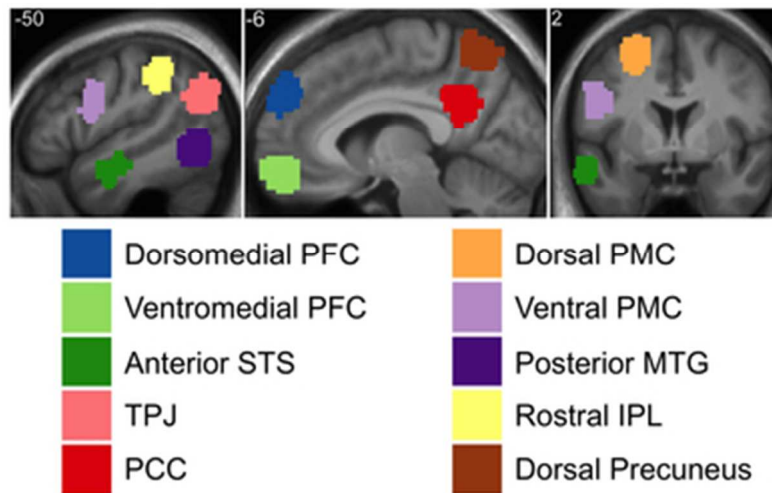 -50 -6 2
Dorsomedial PFC Dorsal PMC
Ventromedial PFC Ventral PMC
Anterior STS Posterior MTG
TPJ Rostral IPL
PCC Dorsal Precuneus